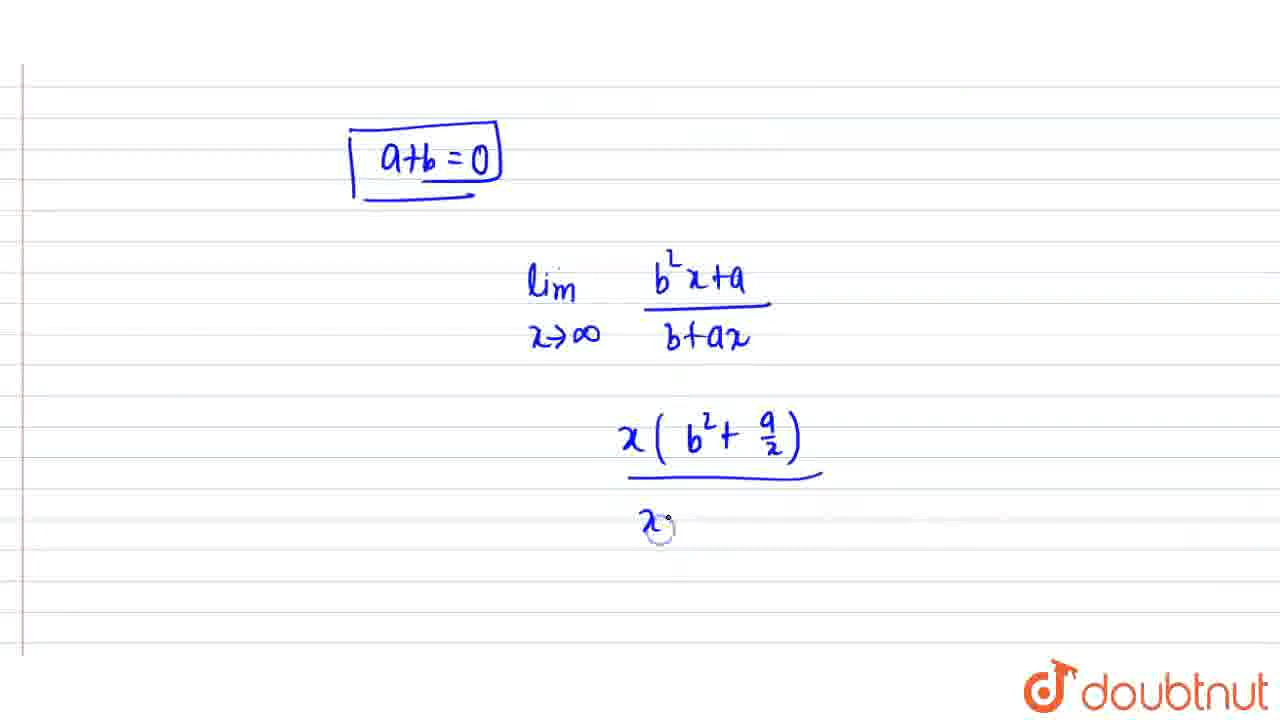 a+b=0
lim b²x+a
x→∞ b+ax
x( b²+ a/x )
x
doubtnut